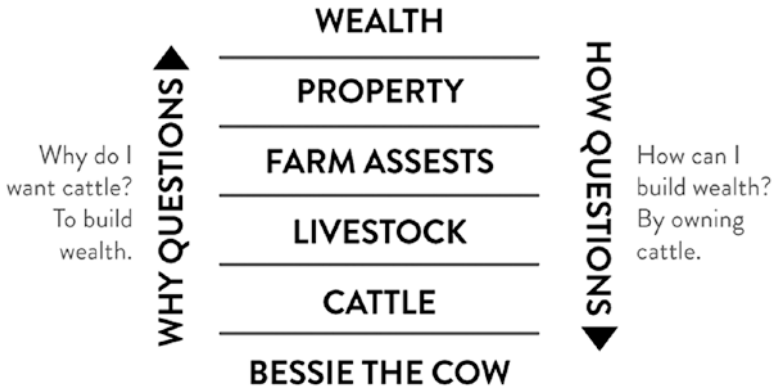 WEALTH
PROPERTY
FARM ASSESTS
LIVESTOCK
CATTLE
BESSIE THE COW
WHY QUESTIONS
Why do I
want cattle?
To build
wealth.
HOW QUESTIONS
How can I
build wealth?
By owning
cattle.